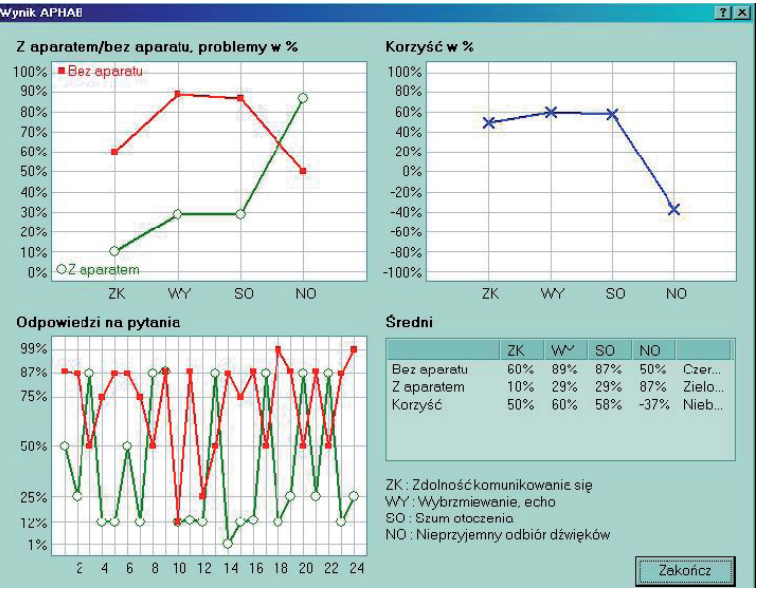 Wynik APHAB
? x
Z aparatem/bez aparatu, problemy w %
100%
90%
80%
70%
60%
50%
40%
30%
20%
10%
0%
Bez aparatu
Z aparatem
ZK WY SO NO
Korzyść w %
100%
80%
60%
40%
20%
0%
-20%
-40%
-60%
-80%
-100%
ZK WY SO NO
Odpowiedzi na pytania
99%
87%
75%
50%
25%
12%
1%
2 4 6 8 10 12 14 16 18 20 22 24
Średni
ZK WY SO NO
Bez aparatu 60% 89% 87% 50% Czer...
Z aparatem 10% 29% 29% 87% Zielo...
Korzyść 50% 60% 58% -37% Nieb...
ZK : Zdolność komunikowania się
WY : Wybrzmiewanie, echo
SO : Szum otoczenia
NO : Nieprzyjemny odbiór dźwięków
Zakończ